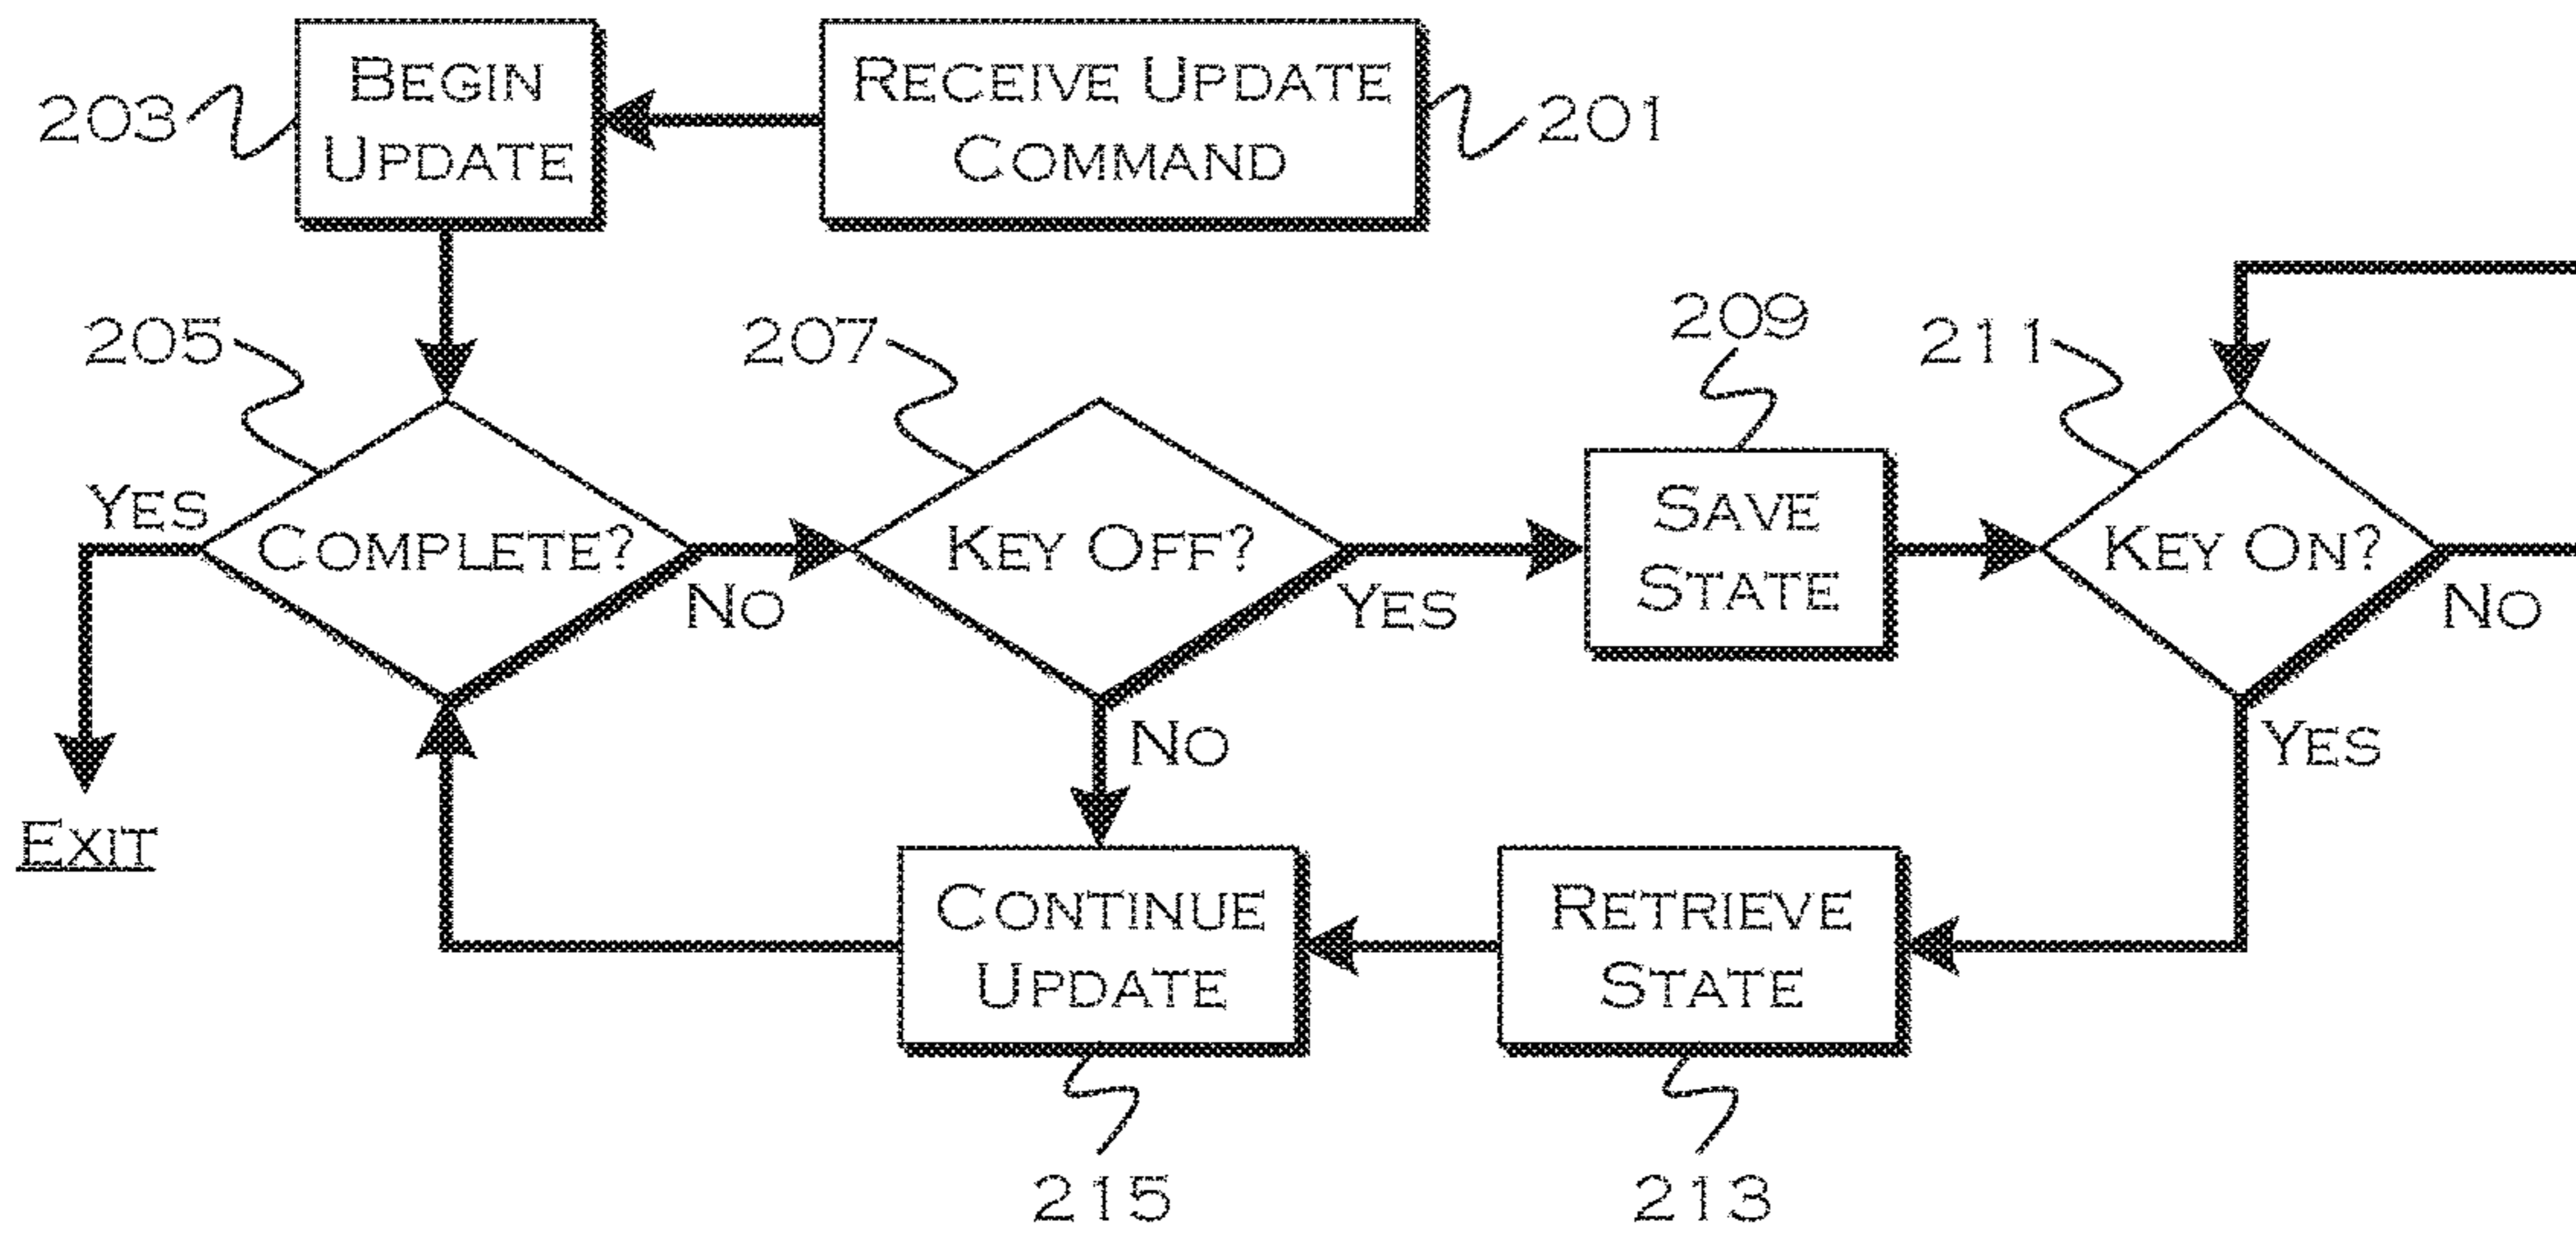 203
BEGIN
UPDATE
RECEIVE UPDATE
COMMAND
201
205
207
209
211
YES
COMPLETE?
NO
KEY OFF?
YES
SAVE
STATE
KEY ON?
NO
NO
YES
EXIT
CONTINUE
UPDATE
RETRIEVE
STATE
215
213